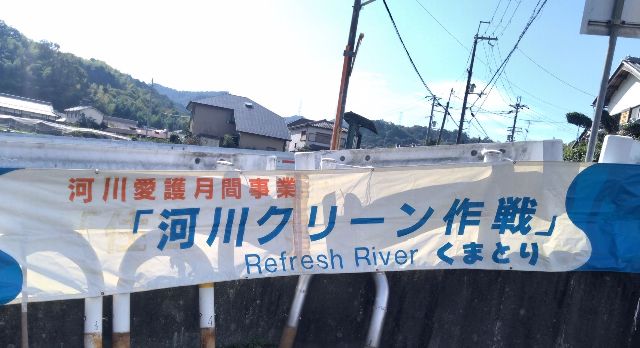 河川愛護月間事業
「河川クリーン作戦」
Refresh River くまとり